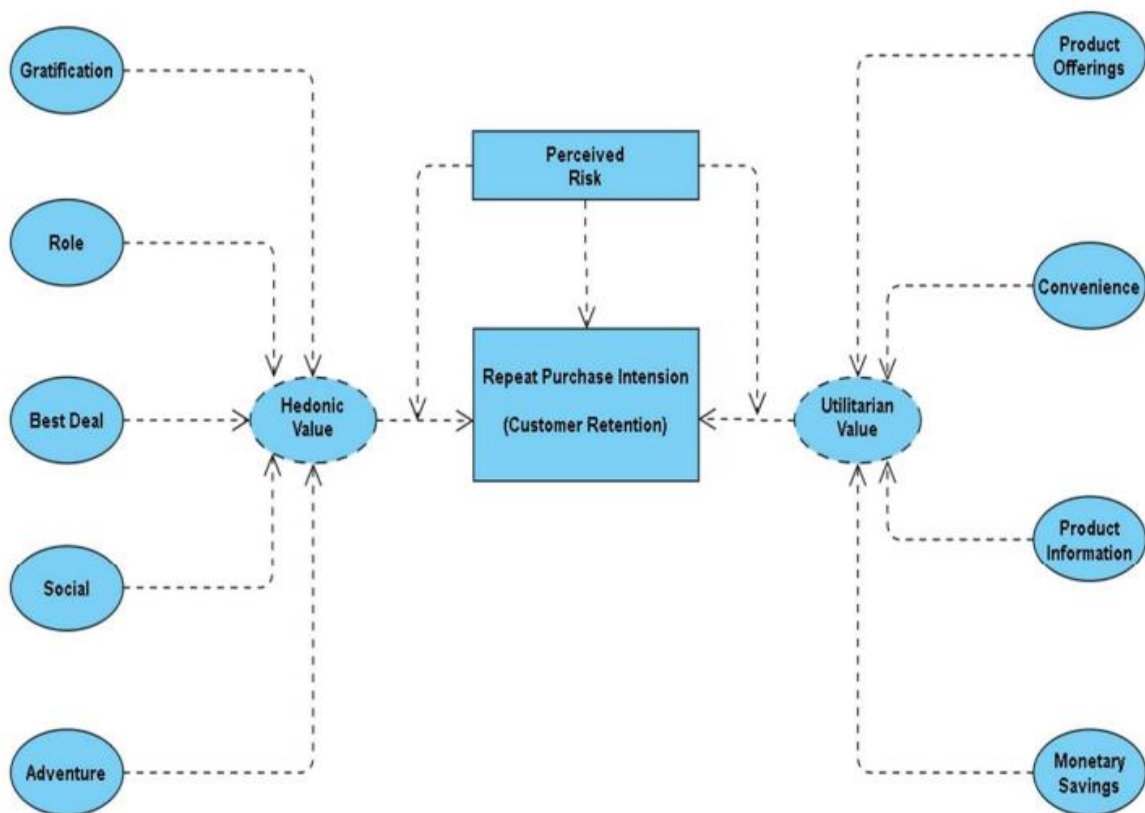 Gratification
Product
Offerings
Perceived
Risk
Role
Convenience
Repeat Purchase Intension
(Customer Retention)
Best Deal
Hedonic
Value
Utilitarian
Value
Product
Information
Social
Adventure
Monetary
Savings